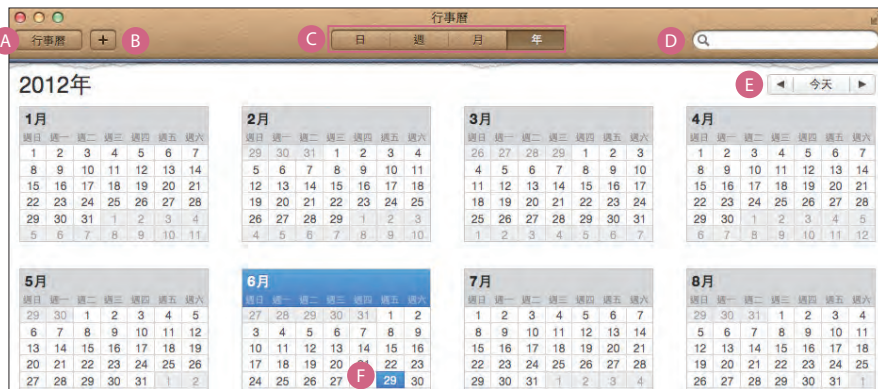 行事曆
A 行事曆 + B C 日 週 月 年 D
2012年 E ◀ 今天 ▶
1月 2月 3月 4月
週日 週一 週二 週三 週四 週五 週六 週日 週一 週二 週三 週四 週五 週六 週日 週一 週二 週三 週四 週五 週六 週日 週一 週二 週三 週四 週五 週六
1 2 3 4 5 6 7 29 30 31 1 2 3 4 26 27 28 29 1 2 3 1 2 3 4 5 6 7
8 9 10 11 12 13 14 5 6 7 8 9 10 11 4 5 6 7 8 9 10 8 9 10 11 12 13 14
15 16 17 18 19 20 21 12 13 14 15 16 17 18 11 12 13 14 15 16 17 15 16 17 18 19 20 21
22 23 24 25 26 27 28 19 20 21 22 23 24 25 18 19 20 21 22 23 24 22 23 24 25 26 27 28
29 30 31 1 2 3 4 26 27 28 29 1 2 3 25 26 27 28 29 30 31 29 30 1 2 3 4 5
5 6 7 8 9 10 11 4 5 6 7 8 9 10 1 2 3 4 5 6 7 6 7 8 9 10 11 12
5月 6月 7月 8月
週日 週一 週二 週三 週四 週五 週六 週日 週一 週二 週三 週四 週五 週六 週日 週一 週二 週三 週四 週五 週六 週日 週一 週二 週三 週四 週五 週六
29 30 1 2 3 4 5 27 28 29 30 31 1 2 1 2 3 4 5 6 7 29 30 31 1 2 3 4
6 7 8 9 10 11 12 3 4 5 6 7 8 9 8 9 10 11 12 13 14 5 6 7 8 9 10 11
13 14 15 16 17 18 19 10 11 12 13 14 15 16 15 16 17 18 19 20 21 12 13 14 15 16 17 18
20 21 22 23 24 25 26 17 18 19 20 21 22 23 22 23 24 25 26 27 28 19 20 21 22 23 24 25
27 28 29 30 31 1 2 24 25 26 27 F 29 30 29 30 31 1 2 3 4 26 27 28 29 30 31 1